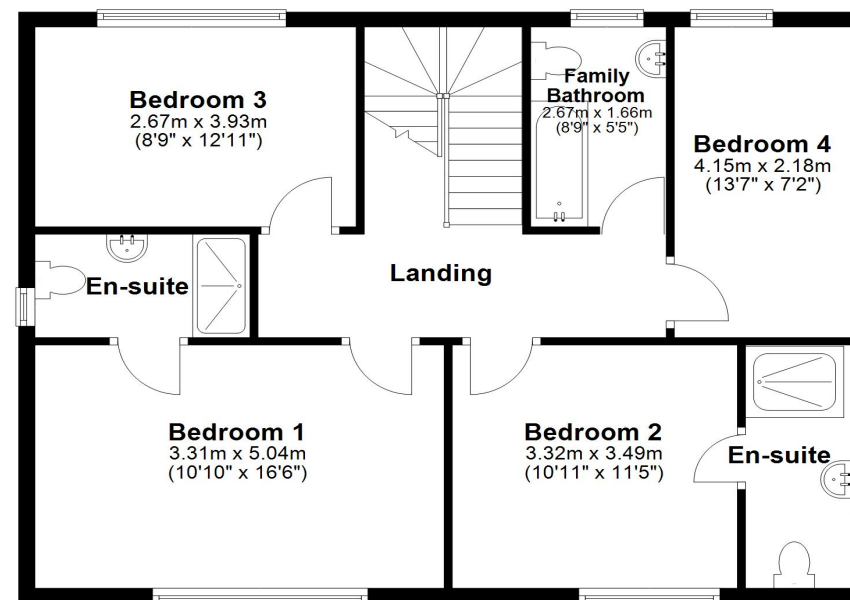 Bedroom 3
2.67m x 3.93m
(8'9" x 12'11")
Family
Bathroom
2.67m x 1.66m
(8'9" x 5'5")
Bedroom 4
4.15m x 2.18m
(13'7" x 7'2")
En-suite
Landing
Bedroom 1
3.31m x 5.04m
(10'10" x 16'6")
Bedroom 2
3.32m x 3.49m
(10'11" x 11'5")
En-suite